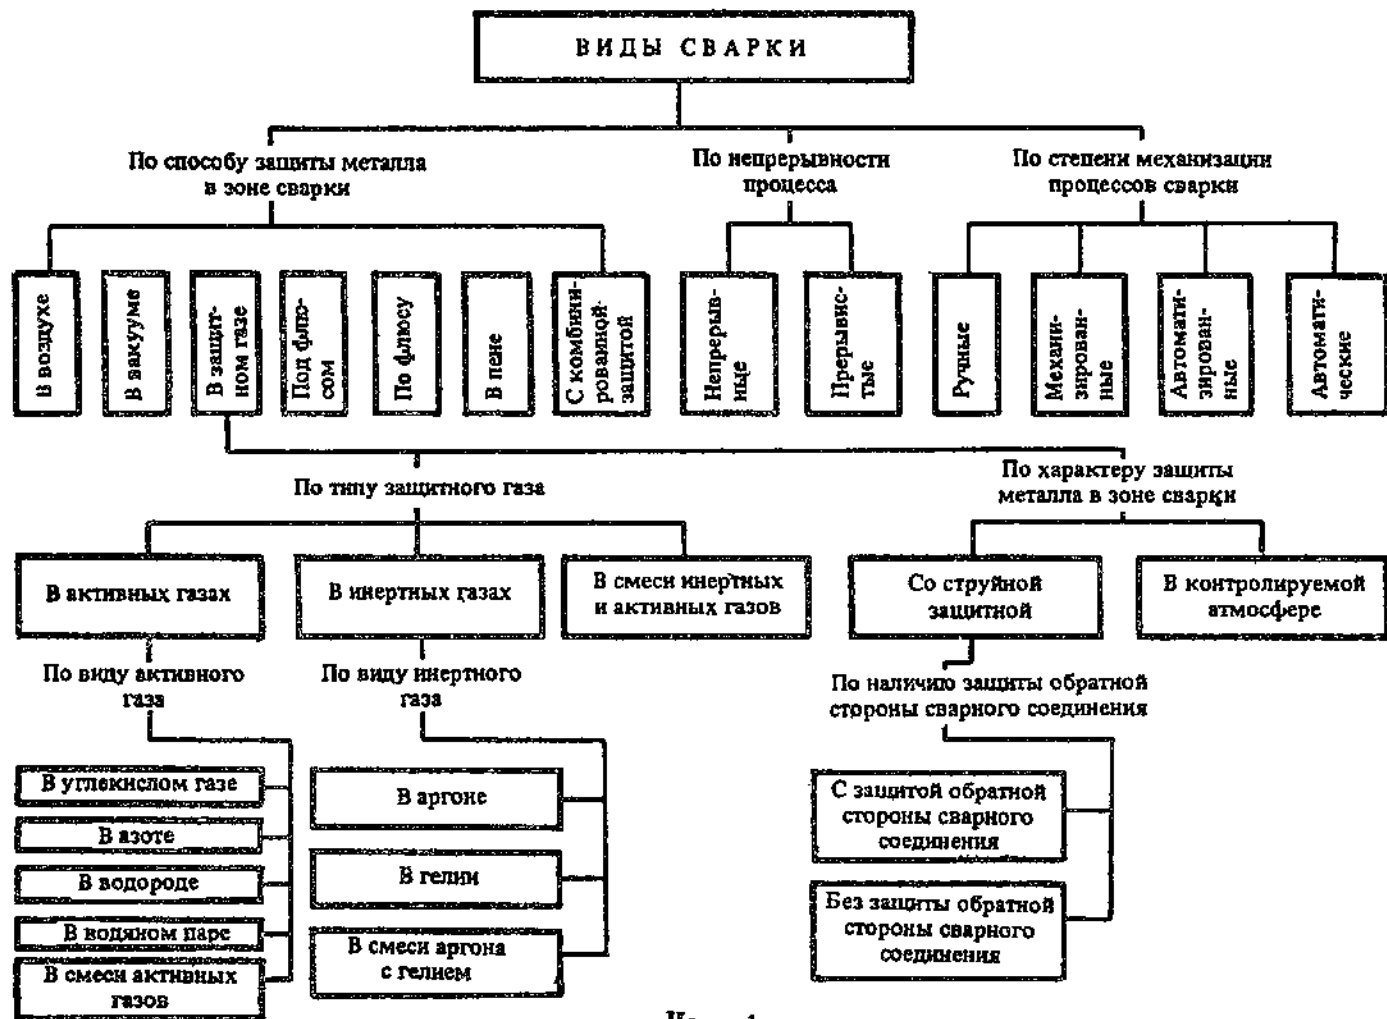 ВИДЫ СВАРКИ
По способу защиты металла
в зоне сварки
По непрерывности
процесса
По степени механизации
процессов сварки
В воздухе
В вакууме
В защит-
ном газе
Под флю-
сом
По флюсу
В пене
С комбини-
рованной
защитой
Непрерыв-
ные
Прерывис-
тые
Ручные
Механи-
зирован-
ные
Автомати-
зирован-
ные
Автомати-
ческие
По типу защитного газа
По характеру защиты
металла в зоне сварки
В активных газах
В инертных газах
В смеси инертных
и активных газов
Со струйной
защитной
В контролируемой
атмосфере
По виду активного
газа
По виду инертного
газа
По наличию защиты обратной
стороны сварного соединения
В углекислом газе
В азоте
В водороде
В водяном паре
В смеси активных
газов
В аргоне
В гелии
В смеси аргона
с гелием
С защитой обратной
стороны сварного
соединения
Без защиты обратной
стороны сварного
соединения